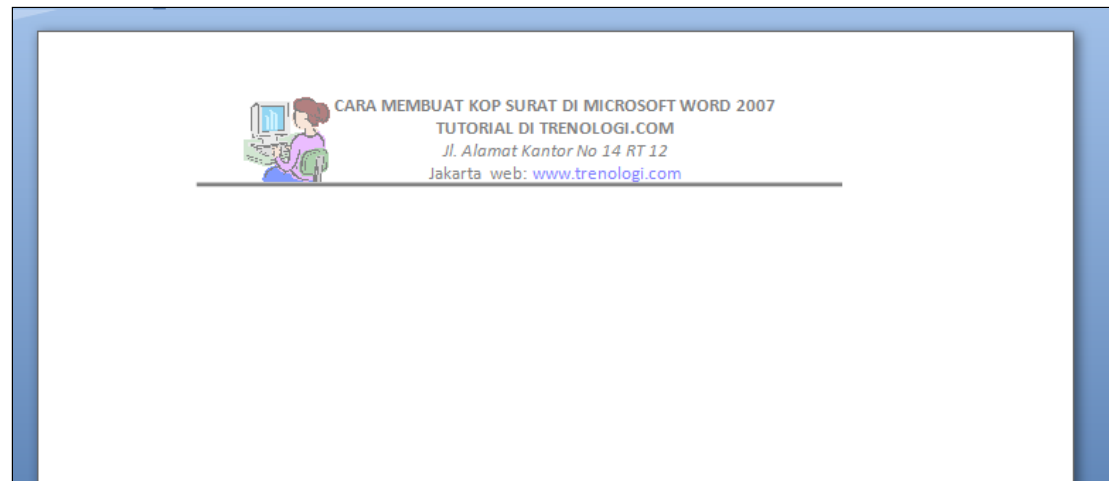 CARA MEMBUAT KOP SURAT DI MICROSOFT WORD 2007
TUTORIAL DI TRENOLOGI.COM
Jl. Alamat Kantor No 14 RT 12
Jakarta web: www.trenologi.com